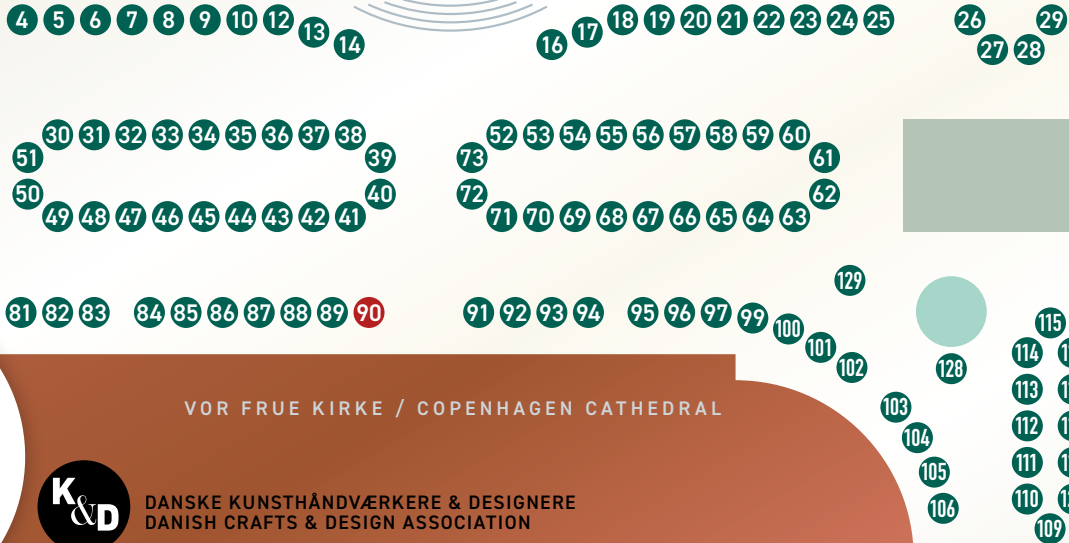 4 5 6 7 8 9 10 12 13 14 16 17 18 19 20 21 22 23 24 25 26 27 28 29
30 31 32 33 34 35 36 37 38 52 53 54 55 56 57 58 59 60
51 39 73 61
50 40 72 62
49 48 47 46 45 44 43 42 41 71 70 69 68 67 66 65 64 63
129
81 82 83 84 85 86 87 88 89 90 91 92 93 94 95 96 97 99 100 101 102
115
114
128
113
103
112
104
111
105
110
106
109
VOR FRUE KIRKE / COPENHAGEN CATHEDRAL
K&D
DANSKE KUNSTHÅNDVÆRKERE & DESIGNERE
DANISH CRAFTS & DESIGN ASSOCIATION